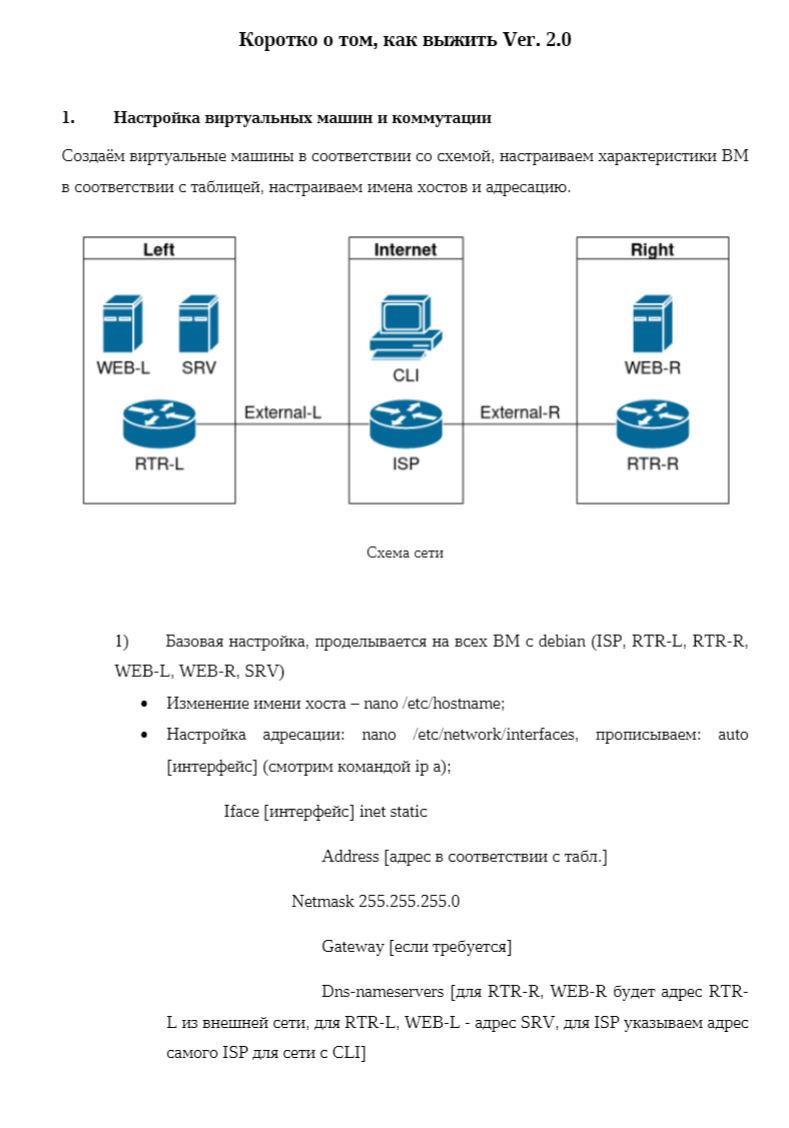 Коротко о том, как выжить Ver. 2.0
1. Настройка виртуальных машин и коммутации
Создаём виртуальные машины в соответствии со схемой, настраиваем характеристики ВМ
в соответствии с таблицей, настраиваем имена хостов и адресацию.
Left Internet Right
WEB-L SRV CLI WEB-R
External-L External-R
RTR-L ISP RTR-R
Схема сети
1) Базовая настройка, проделывается на всех ВМ с debian (ISP, RTR-L, RTR-R,
WEB-L, WEB-R, SRV)
• Изменение имени хоста – nano /etc/hostname;
• Настройка адресации: nano /etc/network/interfaces, прописываем: auto
[интерфейс] (смотрим командой ip a);
Iface [интерфейс] inet static
Address [адрес в соответствии с табл.]
Netmask 255.255.255.0
Gateway [если требуется]
Dns-nameservers [для RTR-R, WEB-R будет адрес RTR-
L из внешней сети, для RTR-L, WEB-L - адрес SRV, для ISP указываем адрес
самого ISP для сети с CLI]